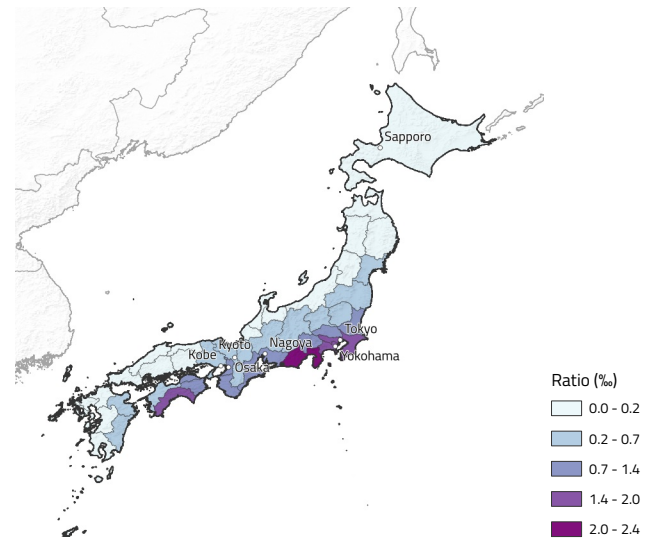 Sapporo
Tokyo
Nagoya
Kyoto
Yokohama
Kobe
Osaka
Ratio (‰)
0.0 - 0.2
0.2 - 0.7
0.7 - 1.4
1.4 - 2.0
2.0 - 2.4